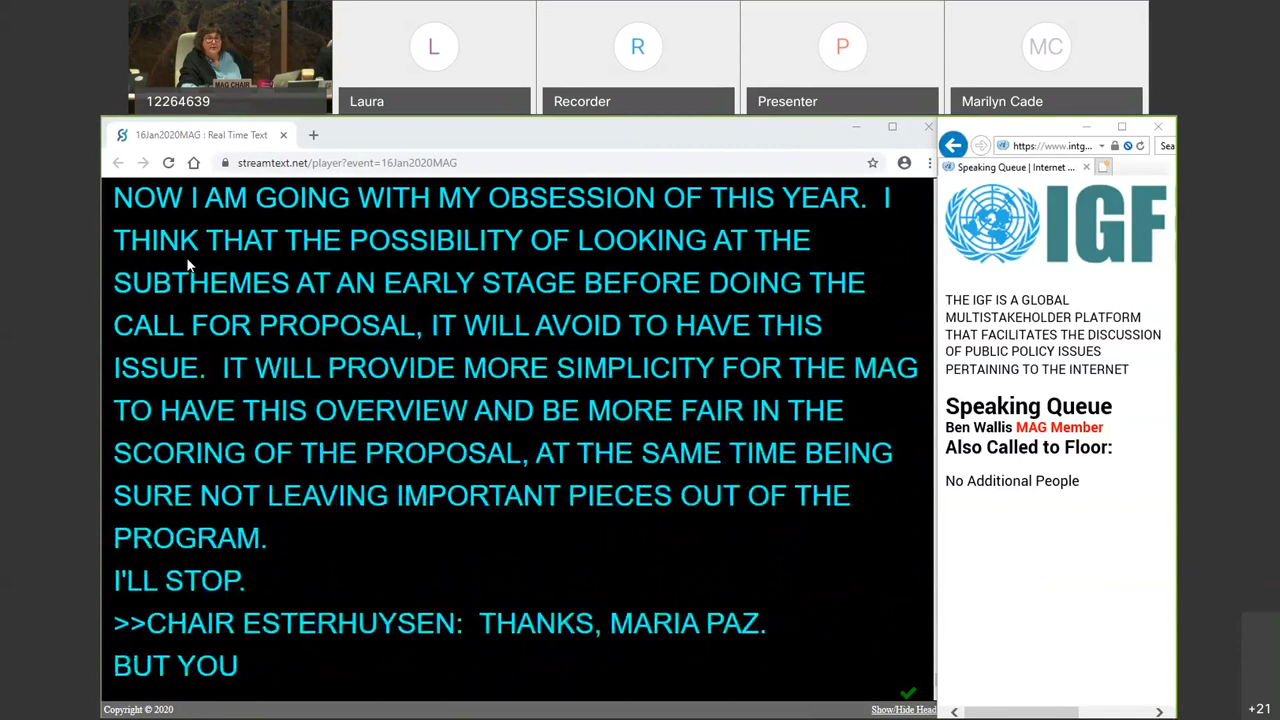 MAG CHAIR
12264639
L
Laura
R
Recorder
P
Presenter
MC
Marilyn Cade
16Jan2020MAG : Real Time Text
streamtext.net/player?event=16Jan2020MAG
NOW I AM GOING WITH MY OBSESSION OF THIS YEAR. I
THINK THAT THE POSSIBILITY OF LOOKING AT THE
SUBTHEMES AT AN EARLY STAGE BEFORE DOING THE
CALL FOR PROPOSAL, IT WILL AVOID TO HAVE THIS
ISSUE. IT WILL PROVIDE MORE SIMPLICITY FOR THE MAG
TO HAVE THIS OVERVIEW AND BE MORE FAIR IN THE
SCORING OF THE PROPOSAL, AT THE SAME TIME BEING
SURE NOT LEAVING IMPORTANT PIECES OUT OF THE
PROGRAM.
I'LL STOP.
>>CHAIR ESTERHUYSEN: THANKS, MARIA PAZ.
BUT YOU
Copyright © 2020
Show/Hide Head
https://www.intg...
Sea
Speaking Queue | Internet ...
IGF
THE IGF IS A GLOBAL
MULTISTAKEHOLDER PLATFORM
THAT FACILITATES THE DISCUSSION
OF PUBLIC POLICY ISSUES
PERTAINING TO THE INTERNET
Speaking Queue
Ben Wallis MAG Member
Also Called to Floor:
No Additional People
+21